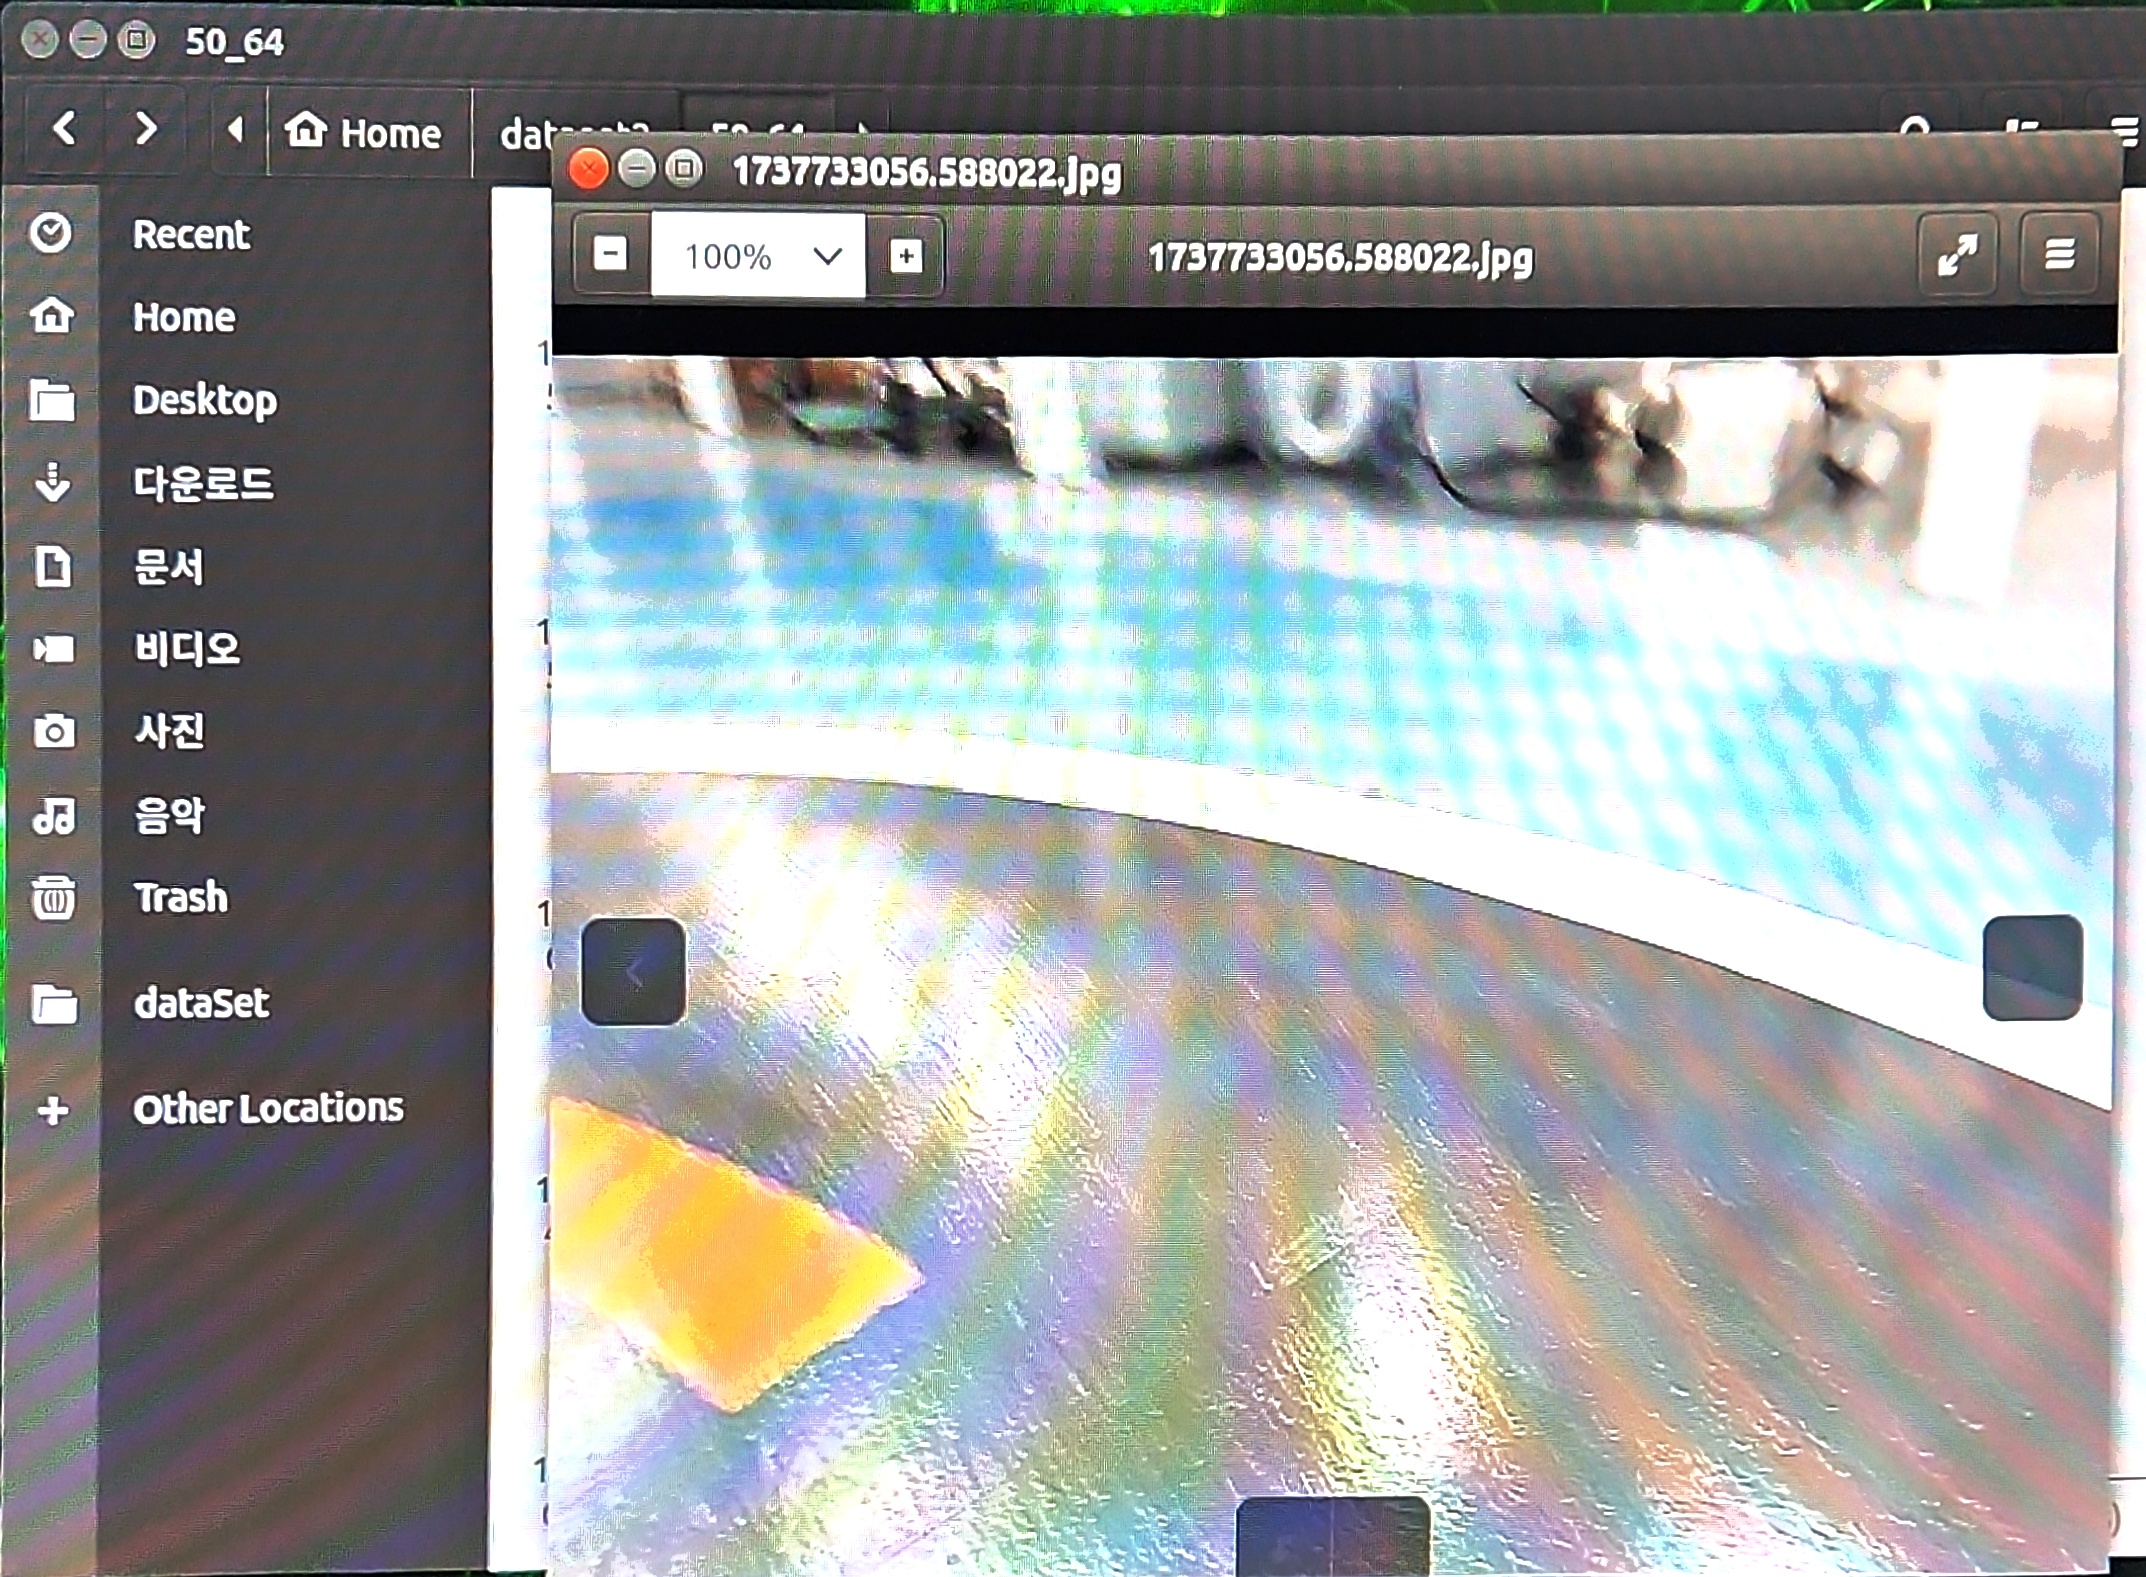 50_64
Home
1737733056.588022.jpg
100%
1737733056.588022.jpg
Recent
Home
Desktop
다운로드
문서
비디오
사진
음악
Trash
dataSet
Other Locations